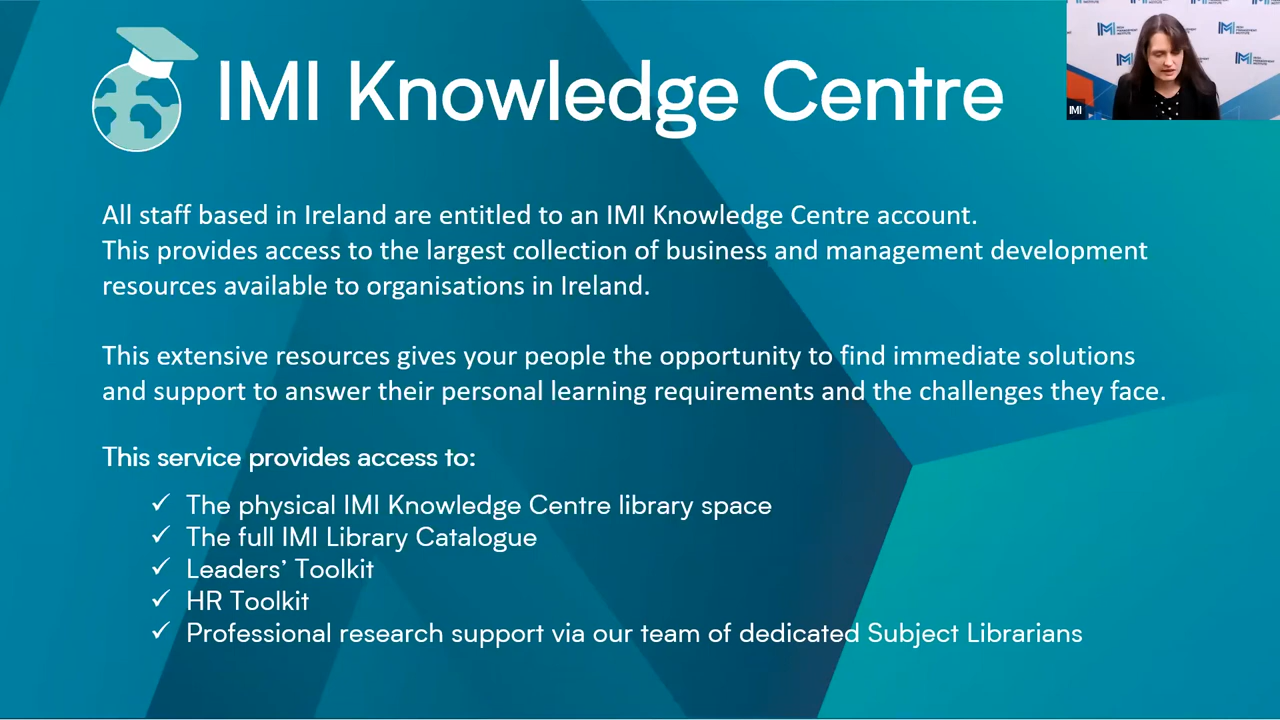 IMI Knowledge Centre
All staff based in Ireland are entitled to an IMI Knowledge Centre account.
This provides access to the largest collection of business and management development
resources available to organisations in Ireland.
This extensive resources gives your people the opportunity to find immediate solutions
and support to answer their personal learning requirements and the challenges they face.
This service provides access to:
✓ The physical IMI Knowledge Centre library space
✓ The full IMI Library Catalogue
✓ Leaders’ Toolkit
✓ HR Toolkit
✓ Professional research support via our team of dedicated Subject Librarians
IMI